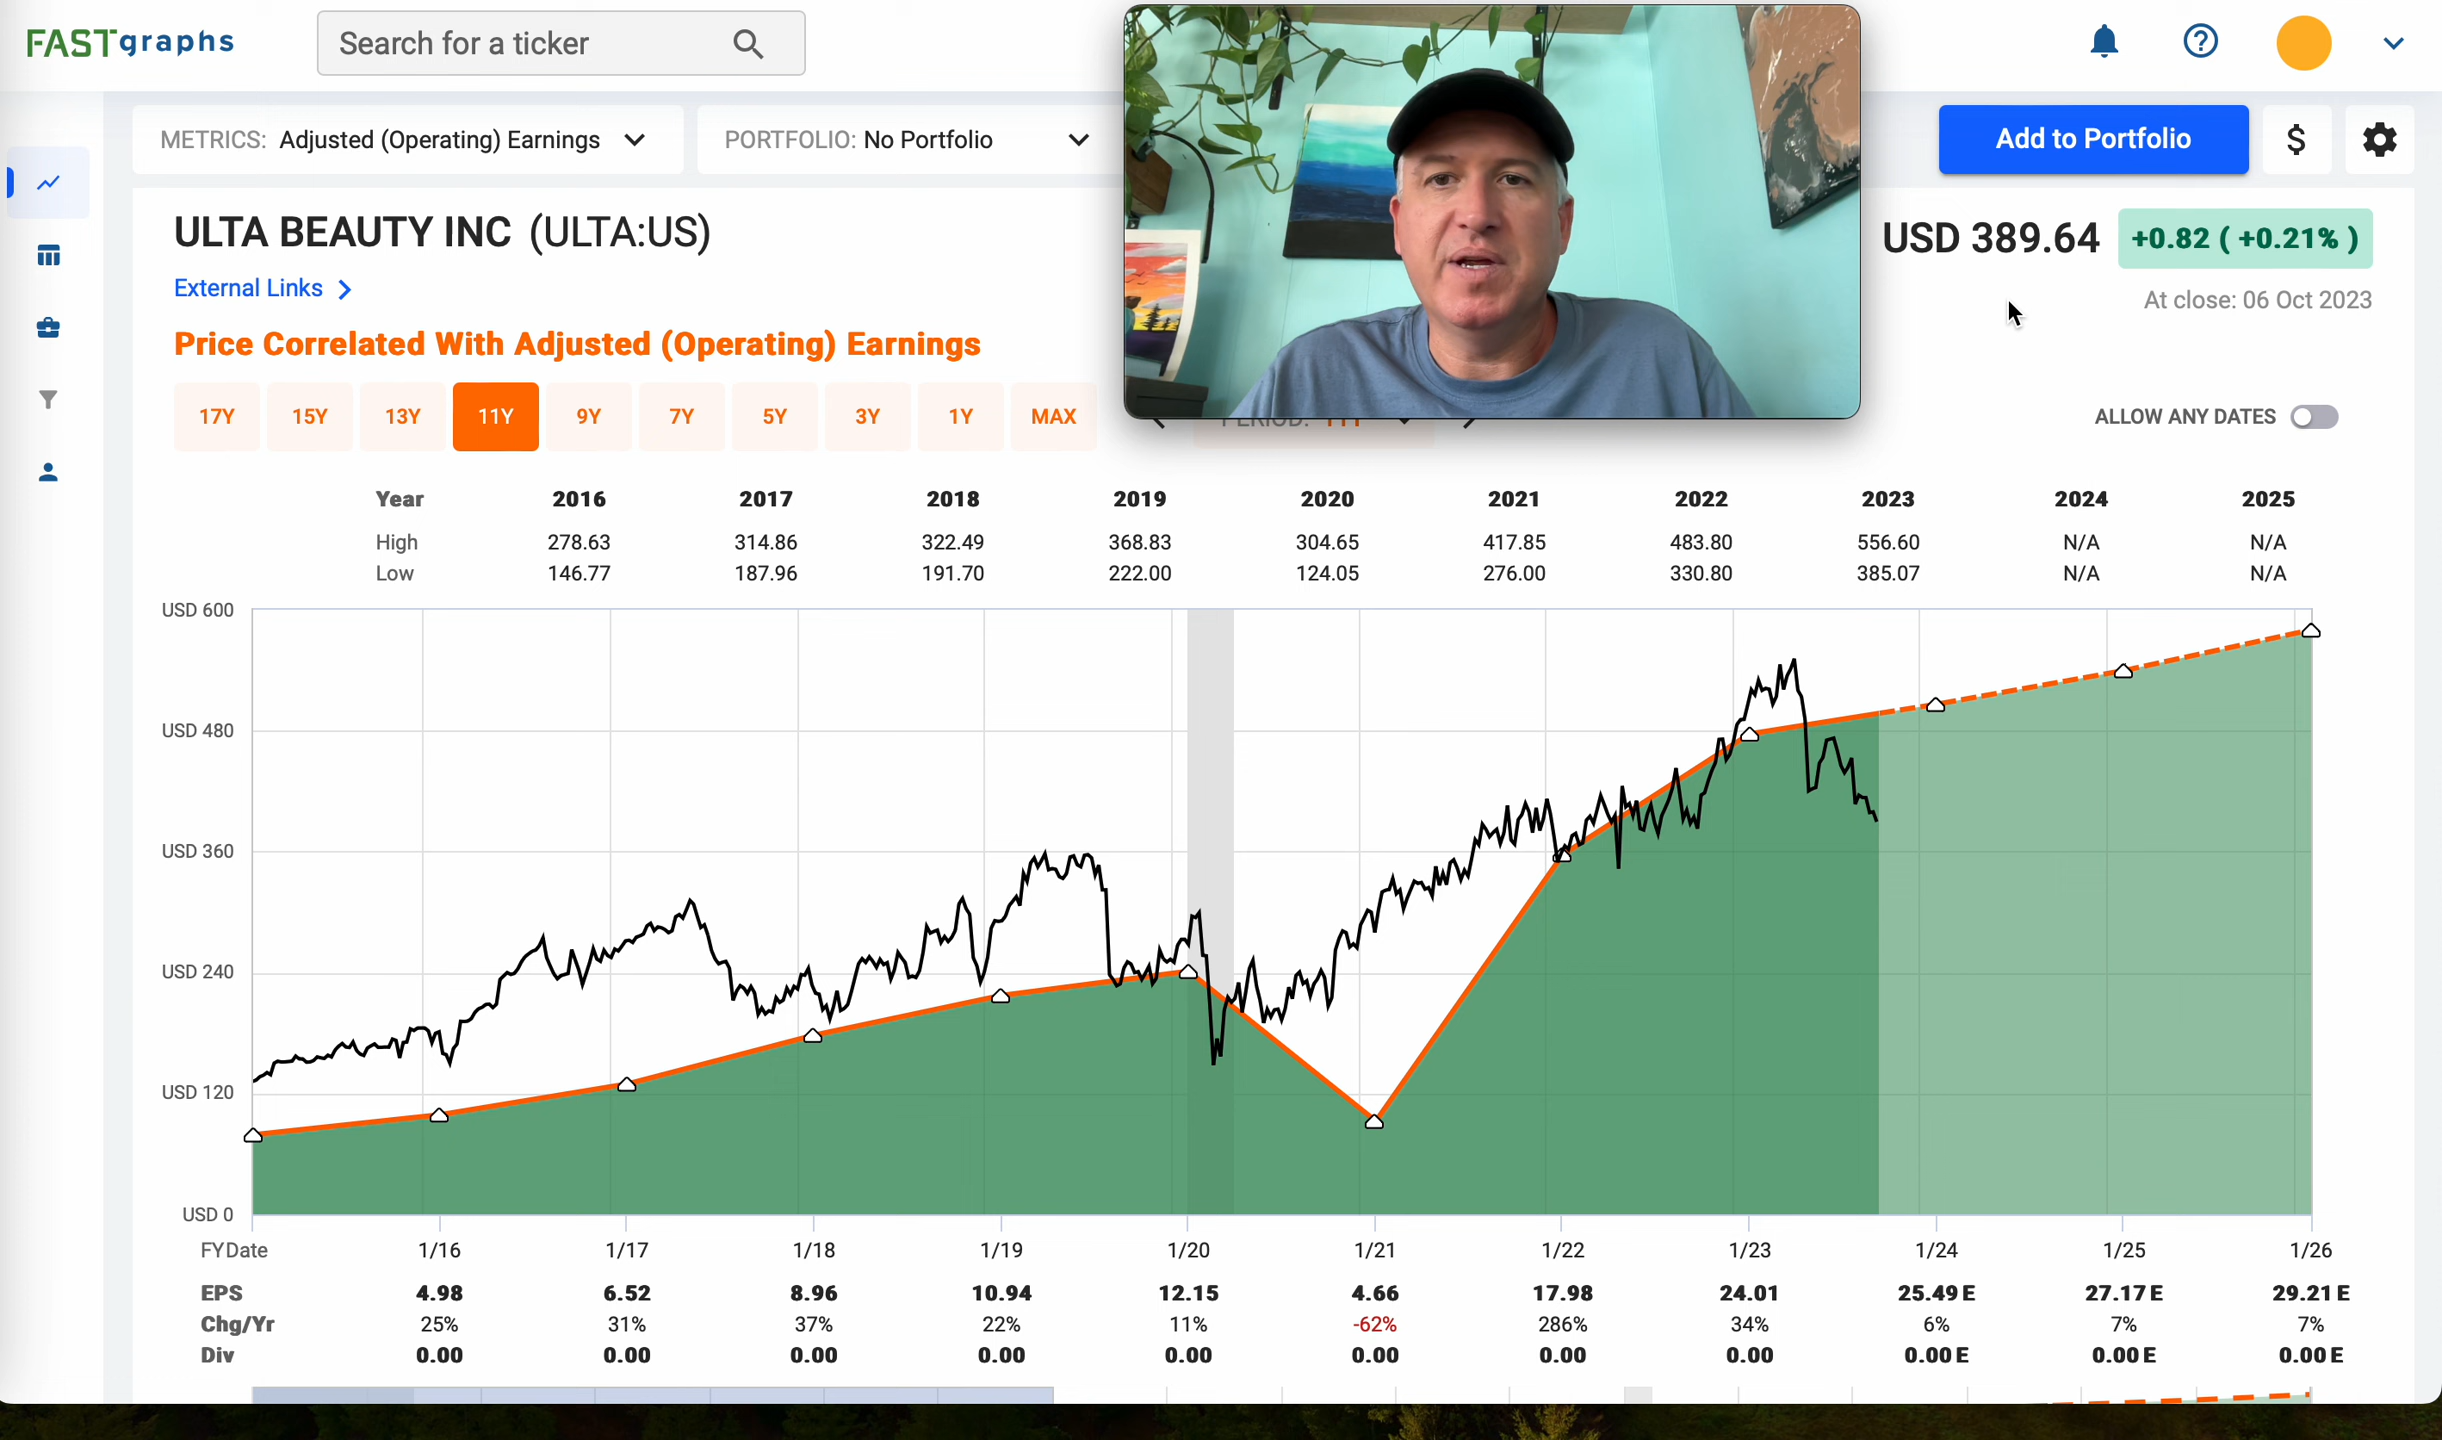 FASTgraphs
Search for a ticker
METRICS: Adjusted (Operating) Earnings
PORTFOLIO: No Portfolio
Add to Portfolio
$
ULTA BEAUTY INC (ULTA:US)
USD 389.64 +0.82 ( +0.21% )
External Links
At close: 06 Oct 2023
Price Correlated With Adjusted (Operating) Earnings
17Y 15Y 13Y 11Y 9Y 7Y 5Y 3Y 1Y MAX PERIOD: 11Y
ALLOW ANY DATES
Year 2016 2017 2018 2019 2020 2021 2022 2023 2024 2025
High 278.63 314.86 322.49 368.83 304.65 417.85 483.80 556.60 N/A N/A
Low 146.77 187.96 191.70 222.00 124.05 276.00 330.80 385.07 N/A N/A
USD 600
USD 480
USD 360
USD 240
USD 120
USD 0
FYDate 1/16 1/17 1/18 1/19 1/20 1/21 1/22 1/23 1/24 1/25 1/26
EPS 4.98 6.52 8.96 10.94 12.15 4.66 17.98 24.01 25.49 E 27.17 E 29.21 E
Chg/Yr 25% 31% 37% 22% 11% -62% 286% 34% 6% 7% 7%
Div 0.00 0.00 0.00 0.00 0.00 0.00 0.00 0.00 0.00 E 0.00 E 0.00 E